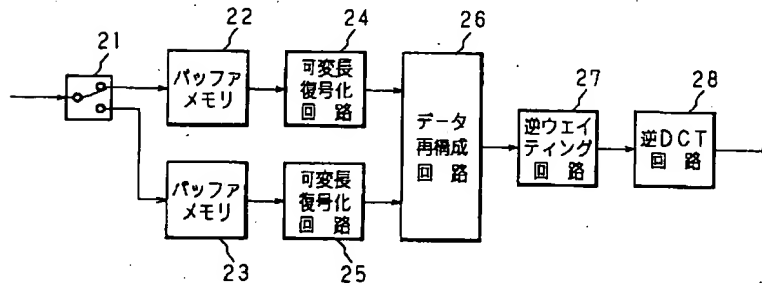 21
22
バッファ
メモリ
24
可変長
復号化
回路
26
データ
再構成
回路
27
逆ウェイ
ティング
回路
28
逆DCT
回路
バッファ
メモリ
23
可変長
復号化
回路
25